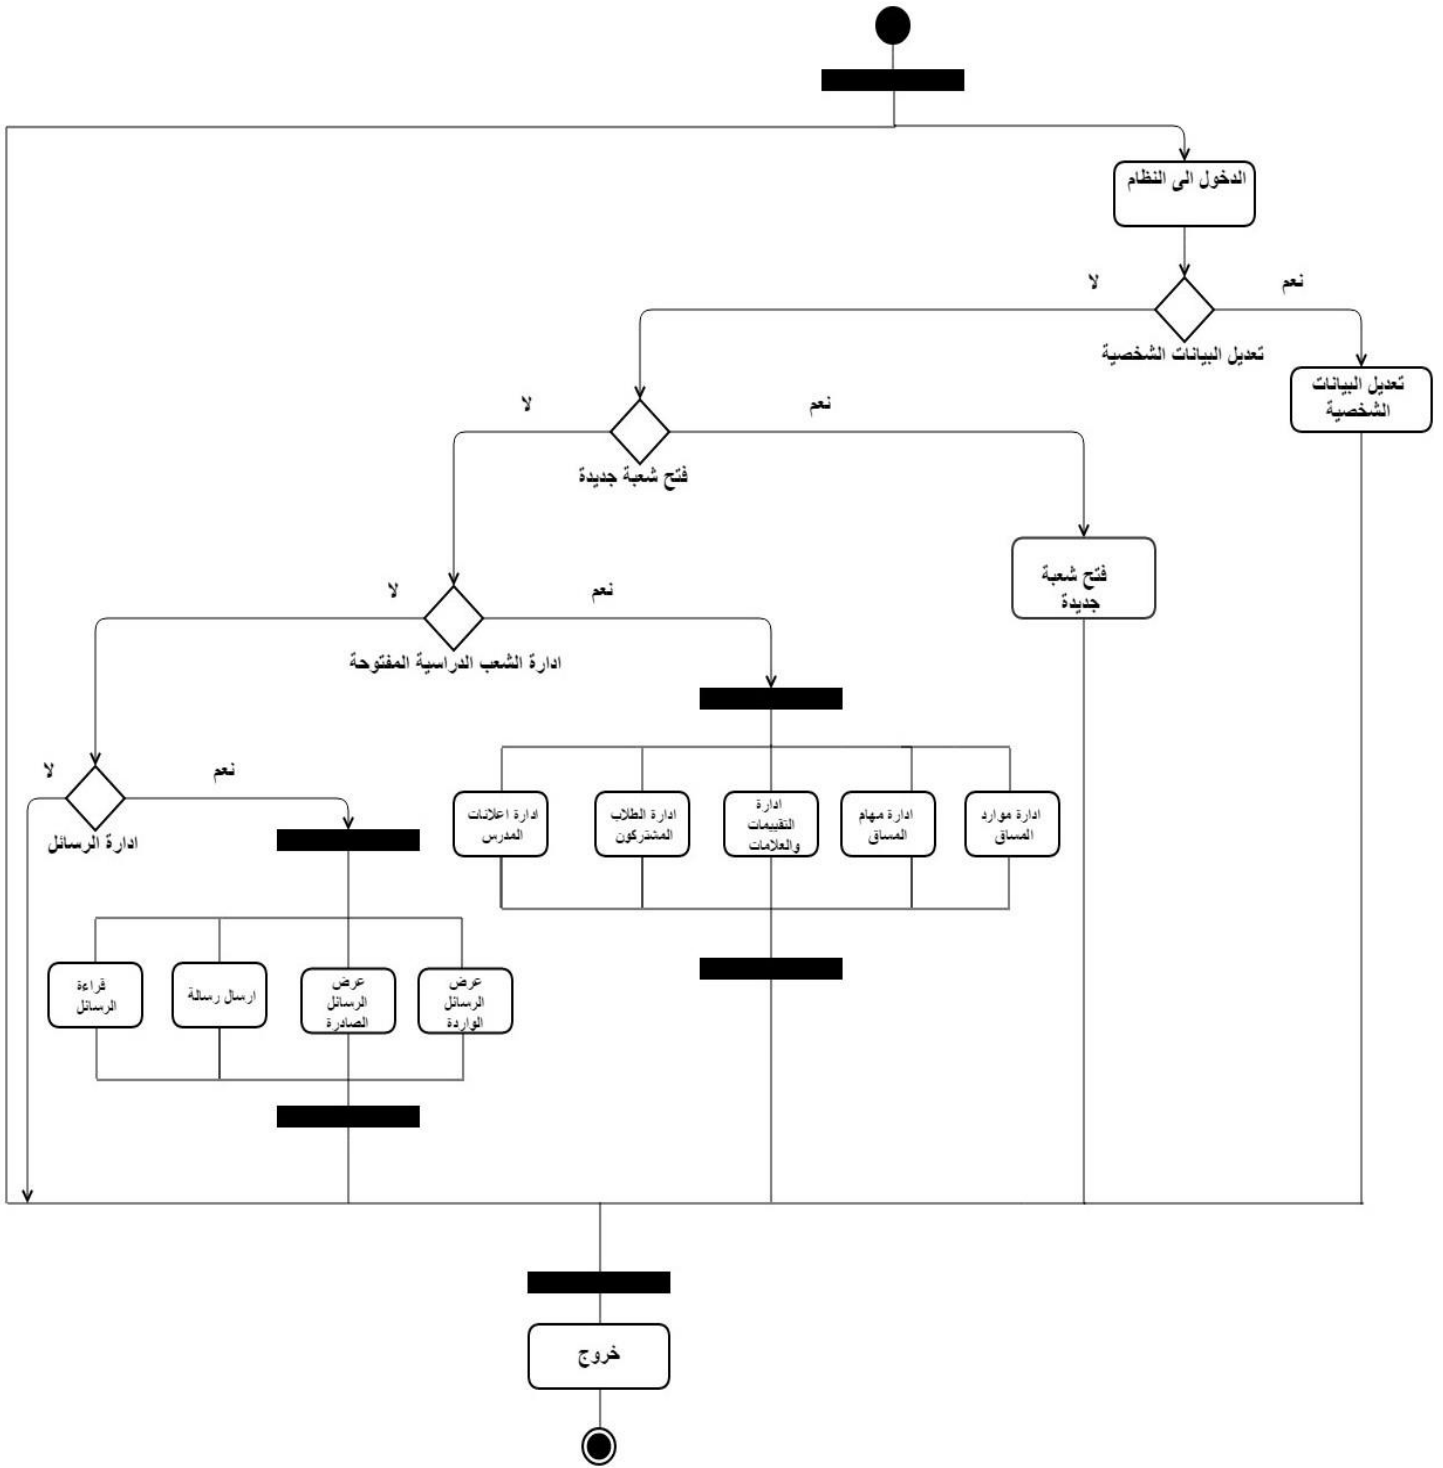 الدخول الى النظام
نعم
لا
تعديل البيانات الشخصية
تعديل البيانات
الشخصية
نعم
لا
فتح شعبة جديدة
فتح شعبة
جديدة
نعم
لا
ادارة الشعب الدراسية المفتوحة
ادارة موارد
المساق
ادارة مهام
المساق
ادارة
التقييمات
والعلامات
ادارة الطلاب
المشتركون
ادارة اعلانات
المدرس
نعم
لا
ادارة الرسائل
عرض
الرسائل
الواردة
عرض
الرسائل
الصادرة
ارسال رسالة
قراءة
الرسائل
خروج